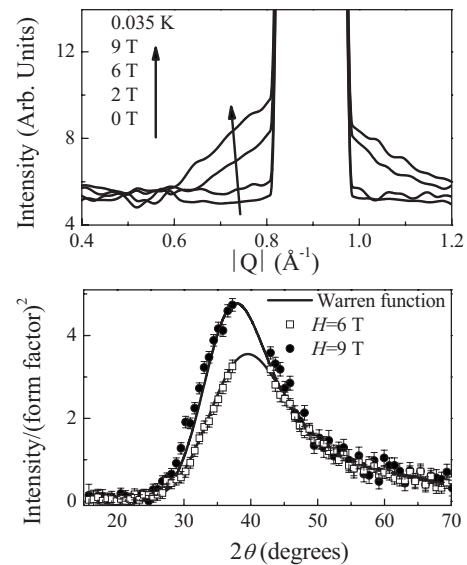 14
12
8
4
Intensity (Arb. Units)
0.035 K
9 T
6 T
2 T
0 T
0.4 0.6 0.8 1.0 1.2
|Q| (Å⁻¹)
4
2
0
Intensity/(form factor)²
Warren function
H=6 T
H=9 T
20 30 40 50 60 70
2θ (degrees)